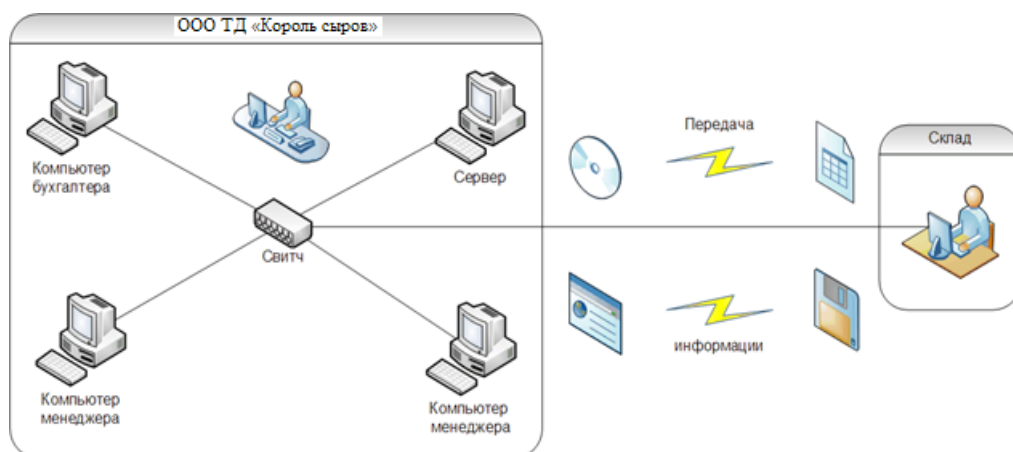 ООО ТД «Король сыров»
Компьютер
бухгалтера
Сервер
Свитч
Компьютер
менеджера
Компьютер
менеджера
Передача
информации
Склад